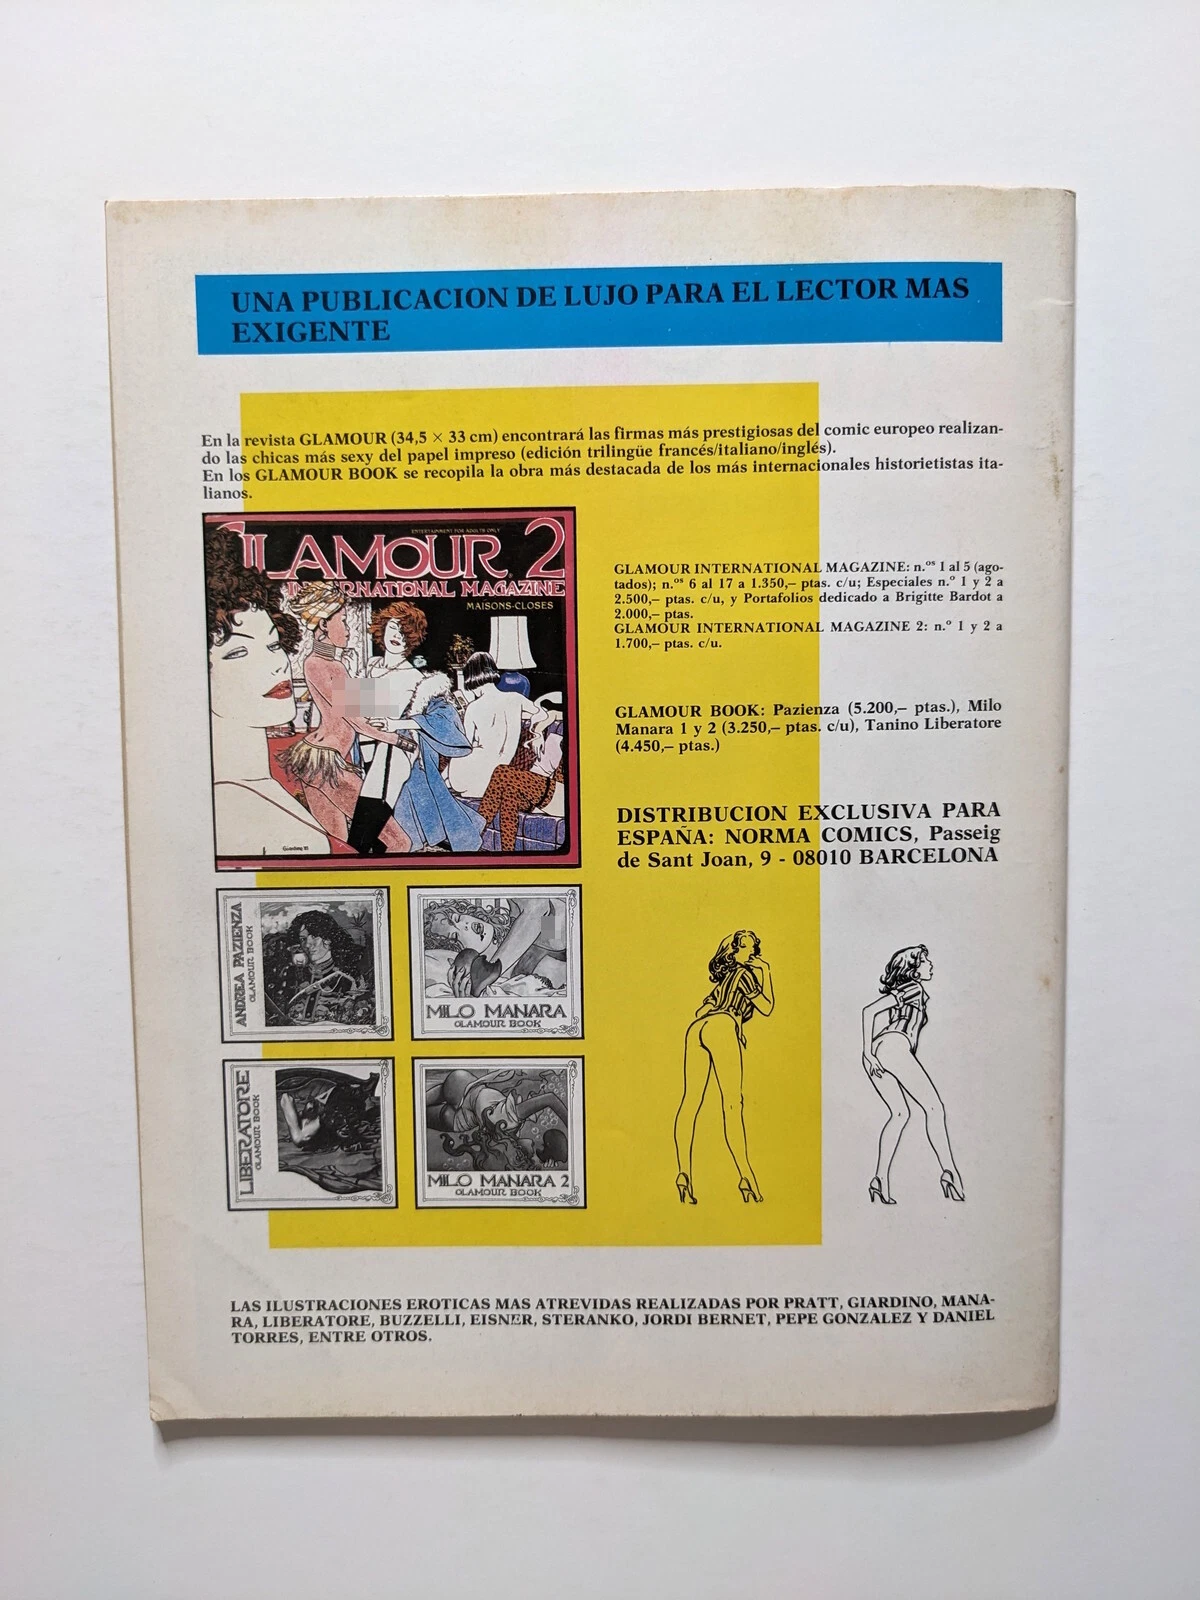 UNA PUBLICACION DE LUJO PARA EL LECTOR MAS
EXIGENTE
En la revista GLAMOUR (34,5 × 33 cm) encontrará las firmas más prestigiosas del comic europeo realizan-
do las chicas más sexy del papel impreso (edición trilingüe francés/italiano/inglés).
En los GLAMOUR BOOK se recopila la obra más destacada de los más internacionales historietistas ita-
lianos.
ENTERTAINMENT FOR ADULTS ONLY
GLAMOUR 2
INTERNATIONAL MAGAZINE
MAISONS-CLOSES
GLAMOUR INTERNATIONAL MAGAZINE: n.os 1 al 5 (ago-
tados); n.os 6 al 17 a 1.350,– ptas. c/u; Especiales n.º 1 y 2 a
2.500,– ptas. c/u, y Portafolios dedicado a Brigitte Bardot a
2.000,– ptas.
GLAMOUR INTERNATIONAL MAGAZINE 2: n.º 1 y 2 a
1.700,– ptas. c/u.
GLAMOUR BOOK: Pazienza (5.200,– ptas.), Milo
Manara 1 y 2 (3.250,– ptas. c/u), Tanino Liberatore
(4.450,– ptas.)
DISTRIBUCION EXCLUSIVA PARA
ESPAÑA: NORMA COMICS, Passeig
de Sant Joan, 9 - 08010 BARCELONA
ANDREA PAZIENZA
GLAMOUR BOOK
MILO MANARA
GLAMOUR BOOK
LIBERATORE
GLAMOUR BOOK
MILO MANARA 2
GLAMOUR BOOK
LAS ILUSTRACIONES EROTICAS MAS ATREVIDAS REALIZADAS POR PRATT, GIARDINO, MANA-
RA, LIBERATORE, BUZZELLI, EISNER, STERANKO, JORDI BERNET, PEPE GONZALEZ Y DANIEL
TORRES, ENTRE OTROS.